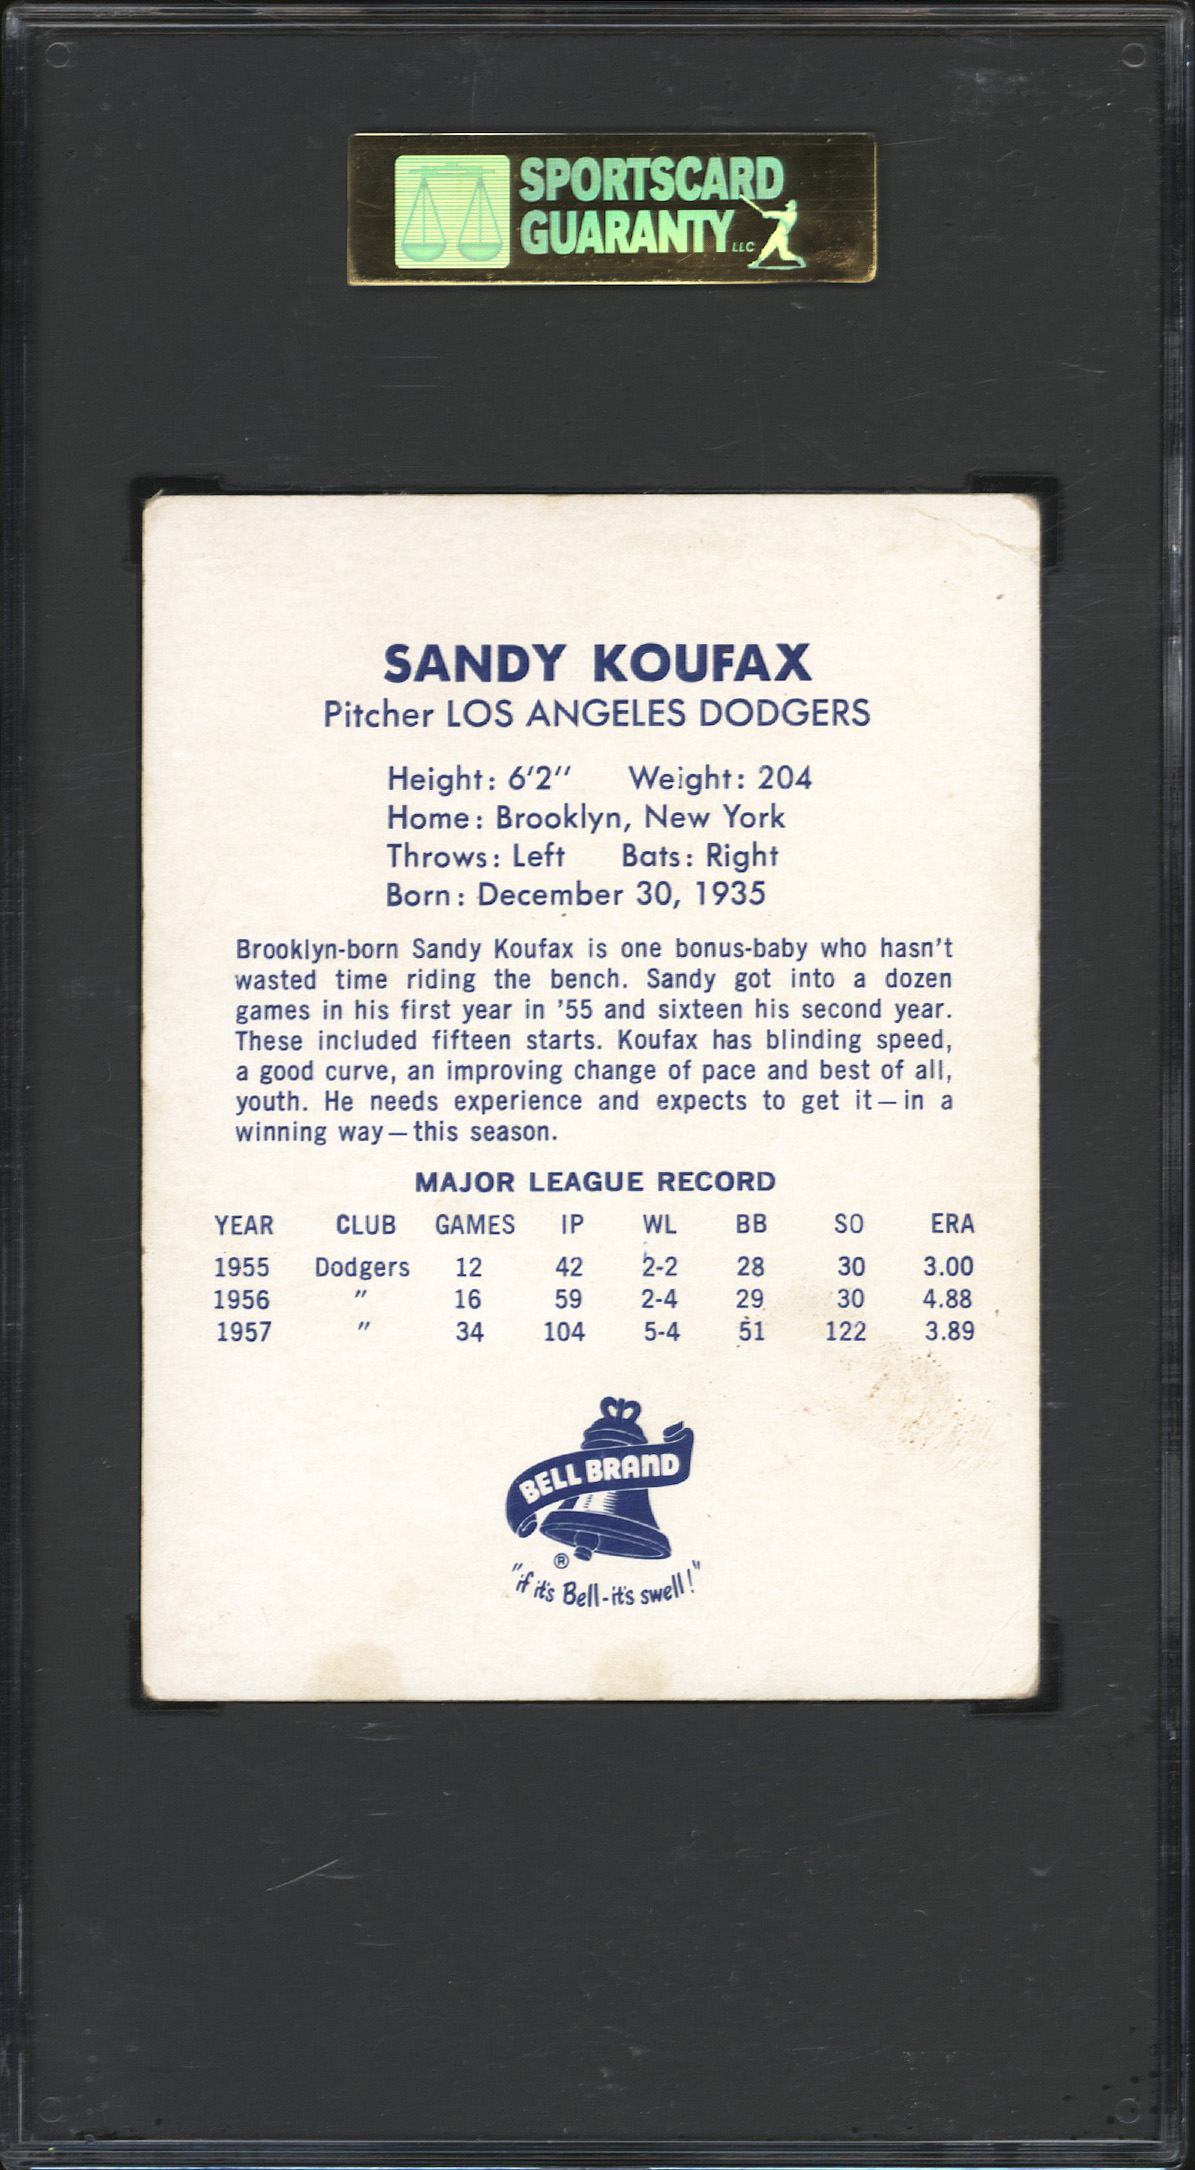 SPORTSCARD
GUARANTY LLC
SANDY KOUFAX
Pitcher LOS ANGELES DODGERS
Height: 6'2" Weight: 204
Home: Brooklyn, New York
Throws: Left Bats: Right
Born: December 30, 1935
Brooklyn-born Sandy Koufax is one bonus-baby who hasn't
wasted time riding the bench. Sandy got into a dozen
games in his first year in '55 and sixteen his second year.
These included fifteen starts. Koufax has blinding speed,
a good curve, an improving change of pace and best of all,
youth. He needs experience and expects to get it—in a
winning way—this season.
MAJOR LEAGUE RECORD
YEAR CLUB GAMES IP WL BB SO ERA
1955 Dodgers 12 42 2-2 28 30 3.00
1956 " 16 59 2-4 29 30 4.88
1957 " 34 104 5-4 51 122 3.89
BELL BRAND
®
"if it's Bell-it's swell!"